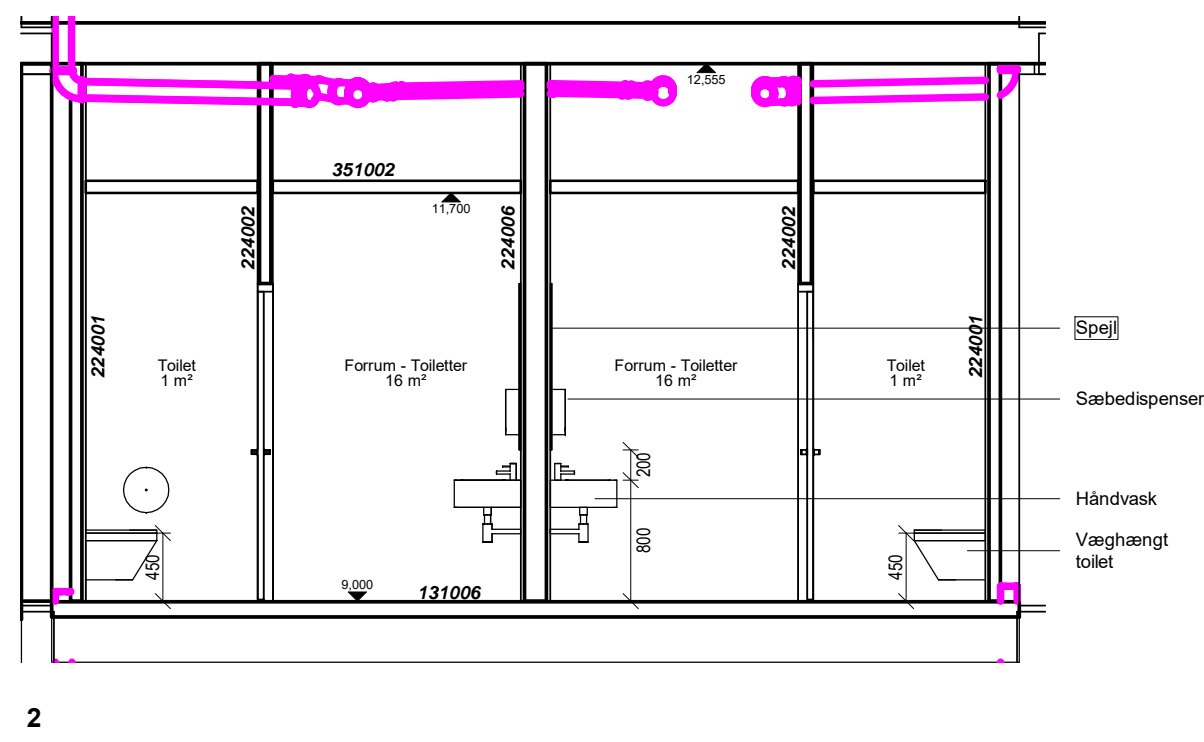 12,555
351002
11,700
224002
224006
224002
224001
224001
Spejl
Toilet
1 m²
Forrum - Toiletter
16 m²
Forrum - Toiletter
16 m²
Toilet
1 m²
Sæbedispenser
200
Håndvask
800
Væghængt
toilet
450
450
9,000
131006
2